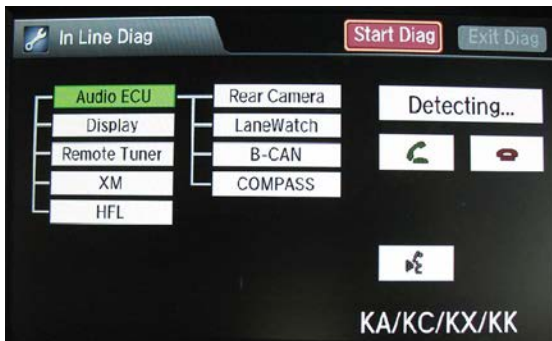 In Line Diag
Start Diag
Exit Diag
Audio ECU
Display
Remote Tuner
XM
HFL
Rear Camera
LaneWatch
B-CAN
COMPASS
Detecting...
KA/KC/KX/KK